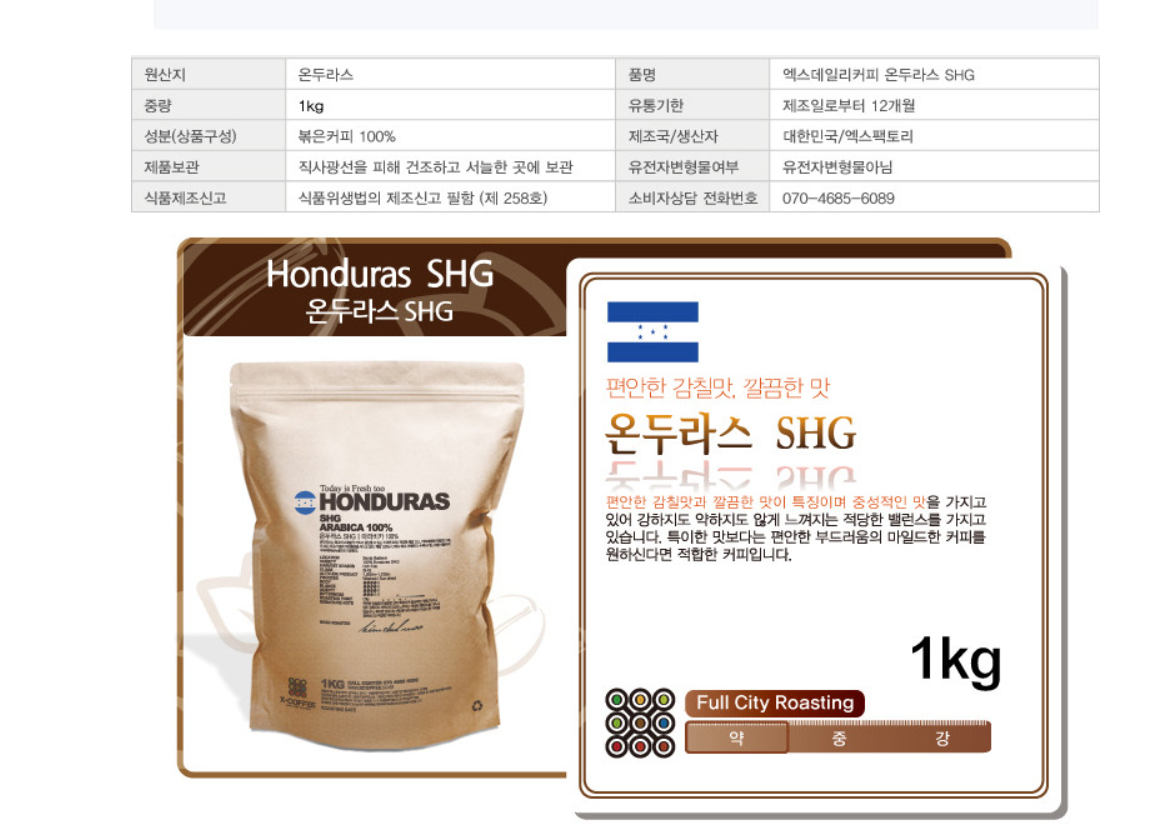 원산지 온두라스 품명 엑스데일리커피 온두라스 SHG
중량 1kg 유통기한 제조일로부터 12개월
성분(상품구성) 볶은커피 100% 제조국/생산자 대한민국/엑스팩토리
제품보관 직사광선을 피해 건조하고 서늘한 곳에 보관 유전자변형물여부 유전자변형물아님
식품제조신고 식품위생법의 제조신고 필함 (제 258호) 소비자상담 전화번호 070-4685-6089
Honduras SHG
온두라스 SHG
Today is Fresh too
HONDURAS
SHG
ARABICA 100%
온두라스 SHG | 아라비카 100%
1KG
X-COFFEE
편안한 감칠맛, 깔끔한 맛
온두라스 SHG
편안한 감칠맛과 깔끔한 맛이 특징이며 중성적인 맛을 가지고
있어 강하지도 약하지도 않게 느껴지는 적당한 밸런스를 가지고
있습니다. 특이한 맛보다는 편안한 부드러움의 마일드한 커피를
원하신다면 적합한 커피입니다.
1kg
Full City Roasting
약 중 강